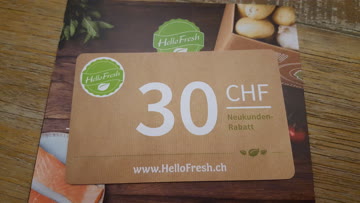 HelloFresh
HelloFresh
30 CHF
Neukunden-
Rabatt
www.HelloFresh.ch